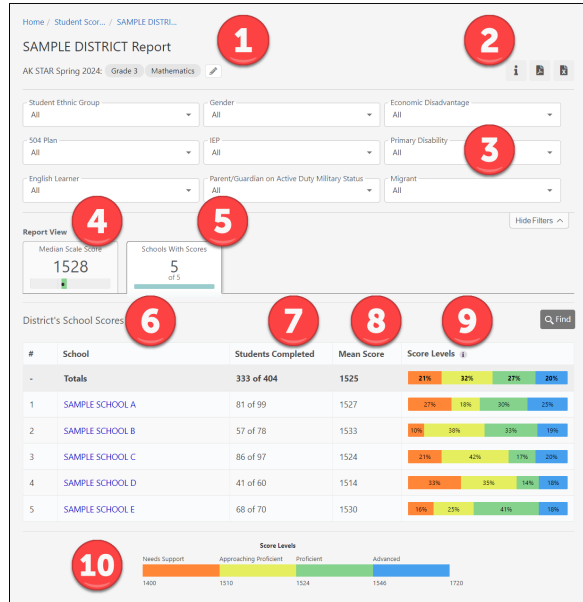 Home / Student Scor... / SAMPLE DISTRI...
1
2
SAMPLE DISTRICT Report
AK STAR Spring 2024: Grade 3 Mathematics
Student Ethnic Group
All
Gender
All
Economic Disadvantage
All
504 Plan
All
IEP
All
Primary Disability
All
3
English Learner
All
Parent/Guardian on Active Duty Military Status
All
Migrant
All
4
5
Hide Filters
Report View
Median Scale Score
1528
Schools With Scores
5
of 5
District's School Scores
6
7
8
9
Find
# School Students Completed Mean Score Score Levels
- Totals 333 of 404 1525 21% 32% 27% 20%
1 SAMPLE SCHOOL A 81 of 99 1527 27% 18% 30% 25%
2 SAMPLE SCHOOL B 57 of 78 1533 10% 38% 33% 19%
3 SAMPLE SCHOOL C 86 of 97 1524 21% 42% 17% 20%
4 SAMPLE SCHOOL D 41 of 60 1514 33% 35% 14% 18%
5 SAMPLE SCHOOL E 68 of 70 1530 16% 25% 41% 18%
10
Score Levels
Needs Support Approaching Proficient Proficient Advanced
1400 1510 1524 1546 1720